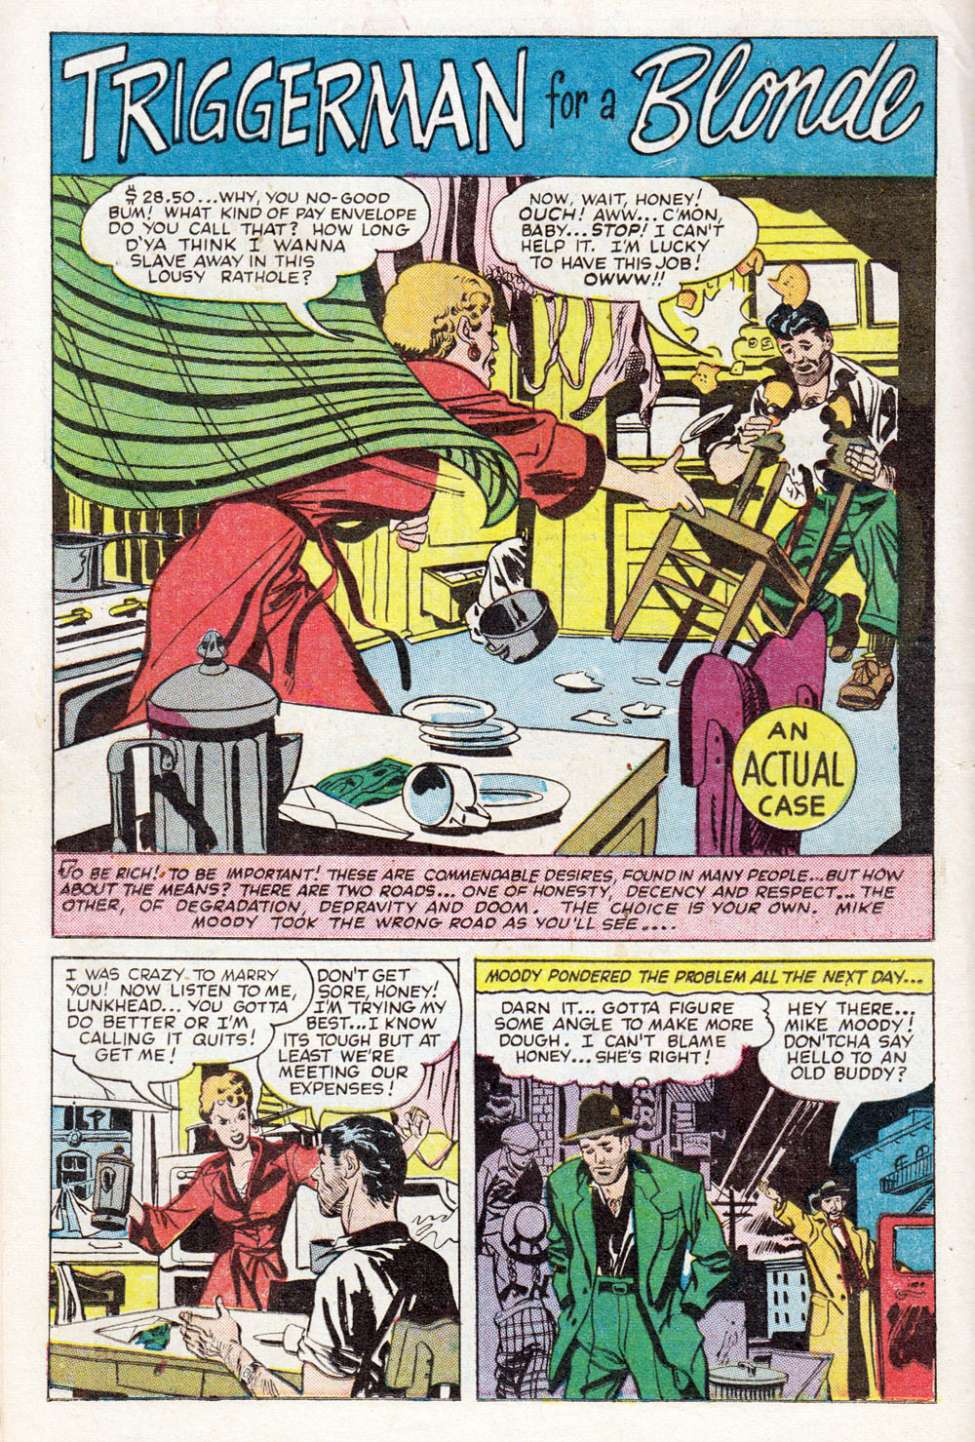 TRIGGERMAN for a Blonde
$28.50...WHY, YOU NO-GOOD
BUM! WHAT KIND OF PAY ENVELOPE
DO YOU CALL THAT? HOW LONG
D'YA THINK I WANNA
SLAVE AWAY IN THIS
LOUSY RATHOLE?
NOW, WAIT, HONEY!
OUCH! AWW... C'MON,
BABY...STOP! I CAN'T
HELP IT. I'M LUCKY
TO HAVE THIS JOB!
OWWW!!
AN
ACTUAL
CASE
TO BE RICH! TO BE IMPORTANT! THESE ARE COMMENDABLE DESIRES, FOUND IN MANY PEOPLE...BUT HOW
ABOUT THE MEANS? THERE ARE TWO ROADS... ONE OF HONESTY, DECENCY AND RESPECT... THE
OTHER, OF DEGRADATION, DEPRAVITY AND DOOM. THE CHOICE IS YOUR OWN. MIKE
MOODY TOOK THE WRONG ROAD AS YOU'LL SEE....
I WAS CRAZY TO MARRY
YOU! NOW LISTEN TO ME,
LUNKHEAD... YOU GOTTA
DO BETTER OR I'M
CALLING IT QUITS!
GET ME!
DON'T GET
SORE, HONEY!
I'M TRYING MY
BEST...I KNOW
ITS TOUGH BUT AT
LEAST WE'RE
MEETING OUR
EXPENSES!
MOODY PONDERED THE PROBLEM ALL THE NEXT DAY...
DARN IT... GOTTA FIGURE
SOME ANGLE TO MAKE MORE
DOUGH. I CAN'T BLAME
HONEY...SHE'S RIGHT!
HEY THERE...
MIKE MOODY!
DON'TCHA SAY
HELLO TO AN
OLD BUDDY?